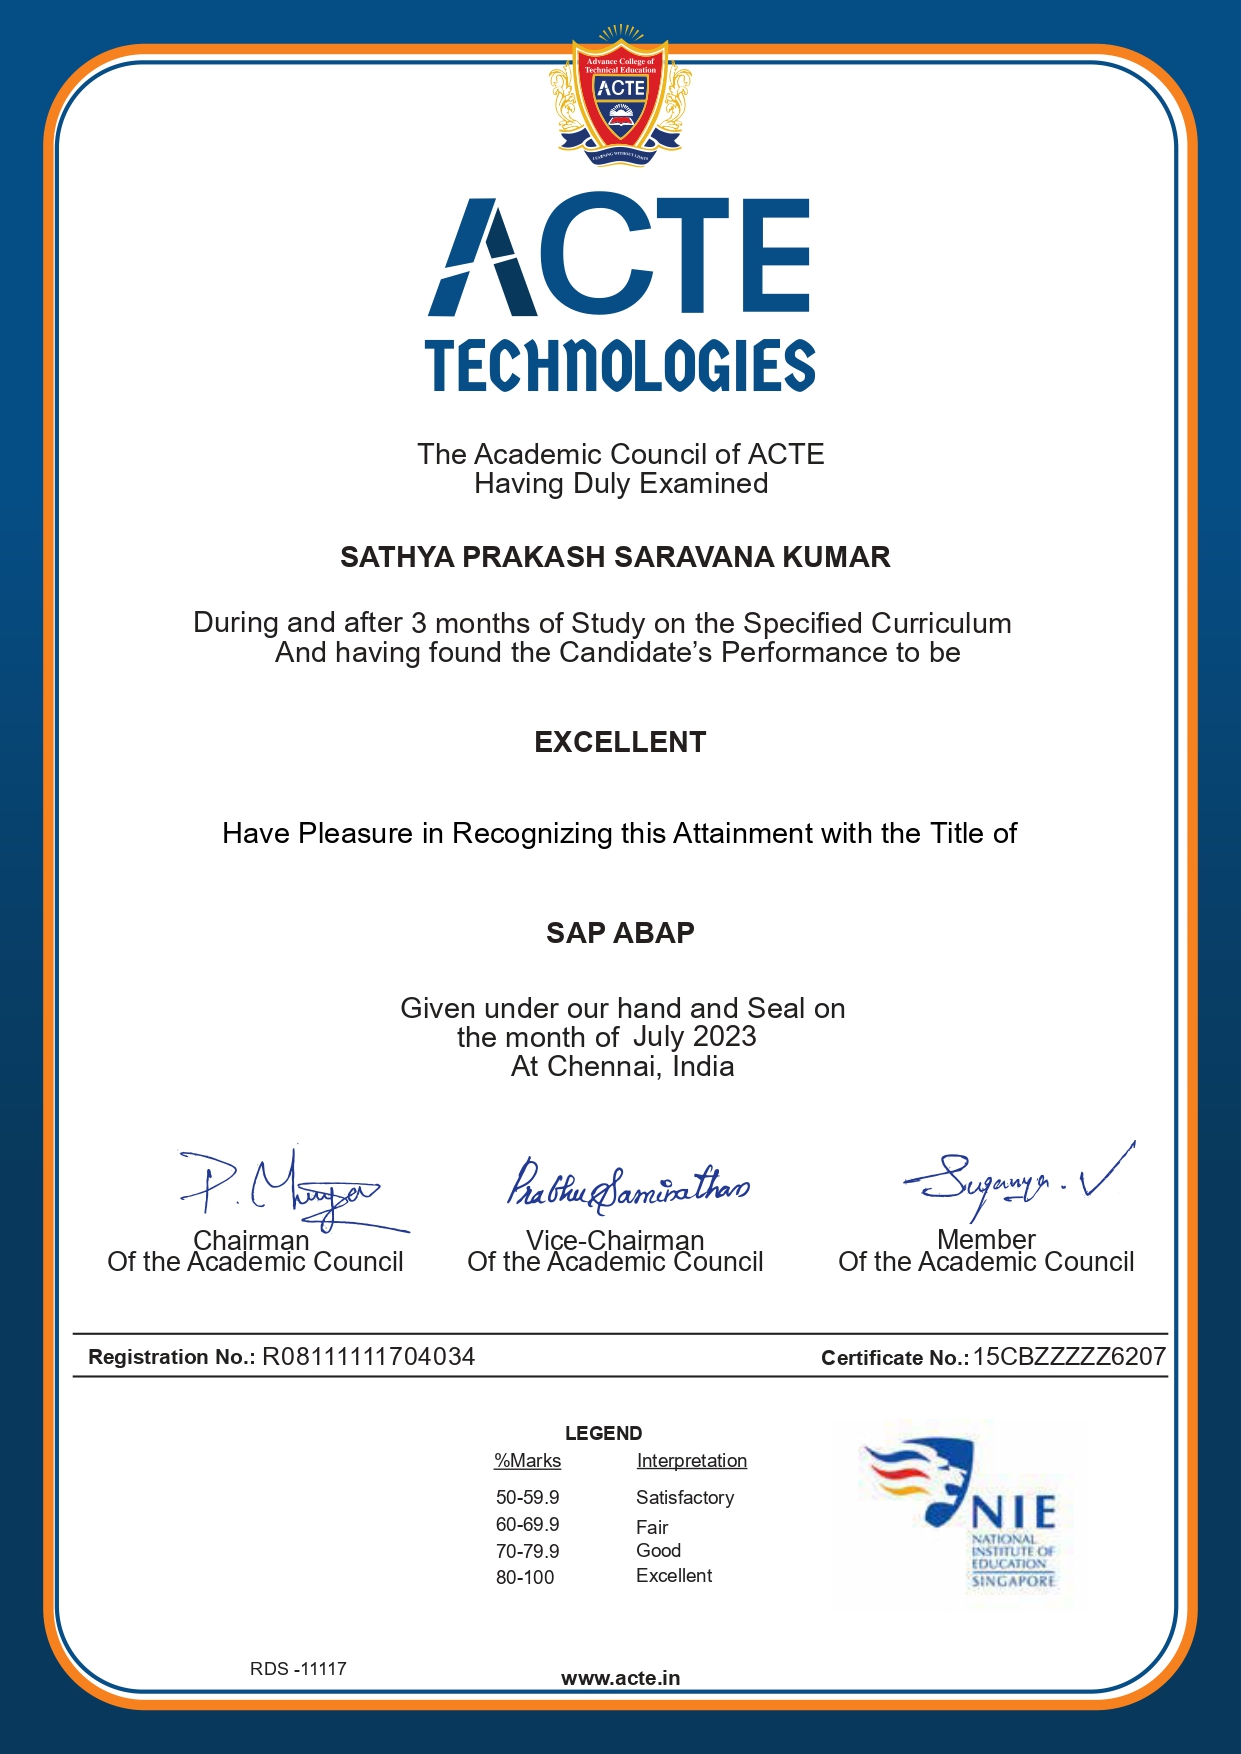 Advance College of
Technical Education
ACTE
LEARNING WITHOUT LIMITS
ACTE
TECHNOLOGIES
The Academic Council of ACTE
Having Duly Examined
SATHYA PRAKASH SARAVANA KUMAR
During and after 3 months of Study on the Specified Curriculum
And having found the Candidate’s Performance to be
EXCELLENT
Have Pleasure in Recognizing this Attainment with the Title of
SAP ABAP
Given under our hand and Seal on
the month of July 2023
At Chennai, India
Prabhu Saminathan
Suganya. V
Chairman
Of the Academic Council
Vice-Chairman
Of the Academic Council
Member
Of the Academic Council
Registration No.: R08111111704034
Certificate No.: 15CBZZZZZ6207
LEGEND
%Marks Interpretation
50-59.9 Satisfactory
60-69.9 Fair
70-79.9 Good
80-100 Excellent
NIE
NATIONAL
INSTITUTE OF
EDUCATION
SINGAPORE
RDS -11117
www.acte.in